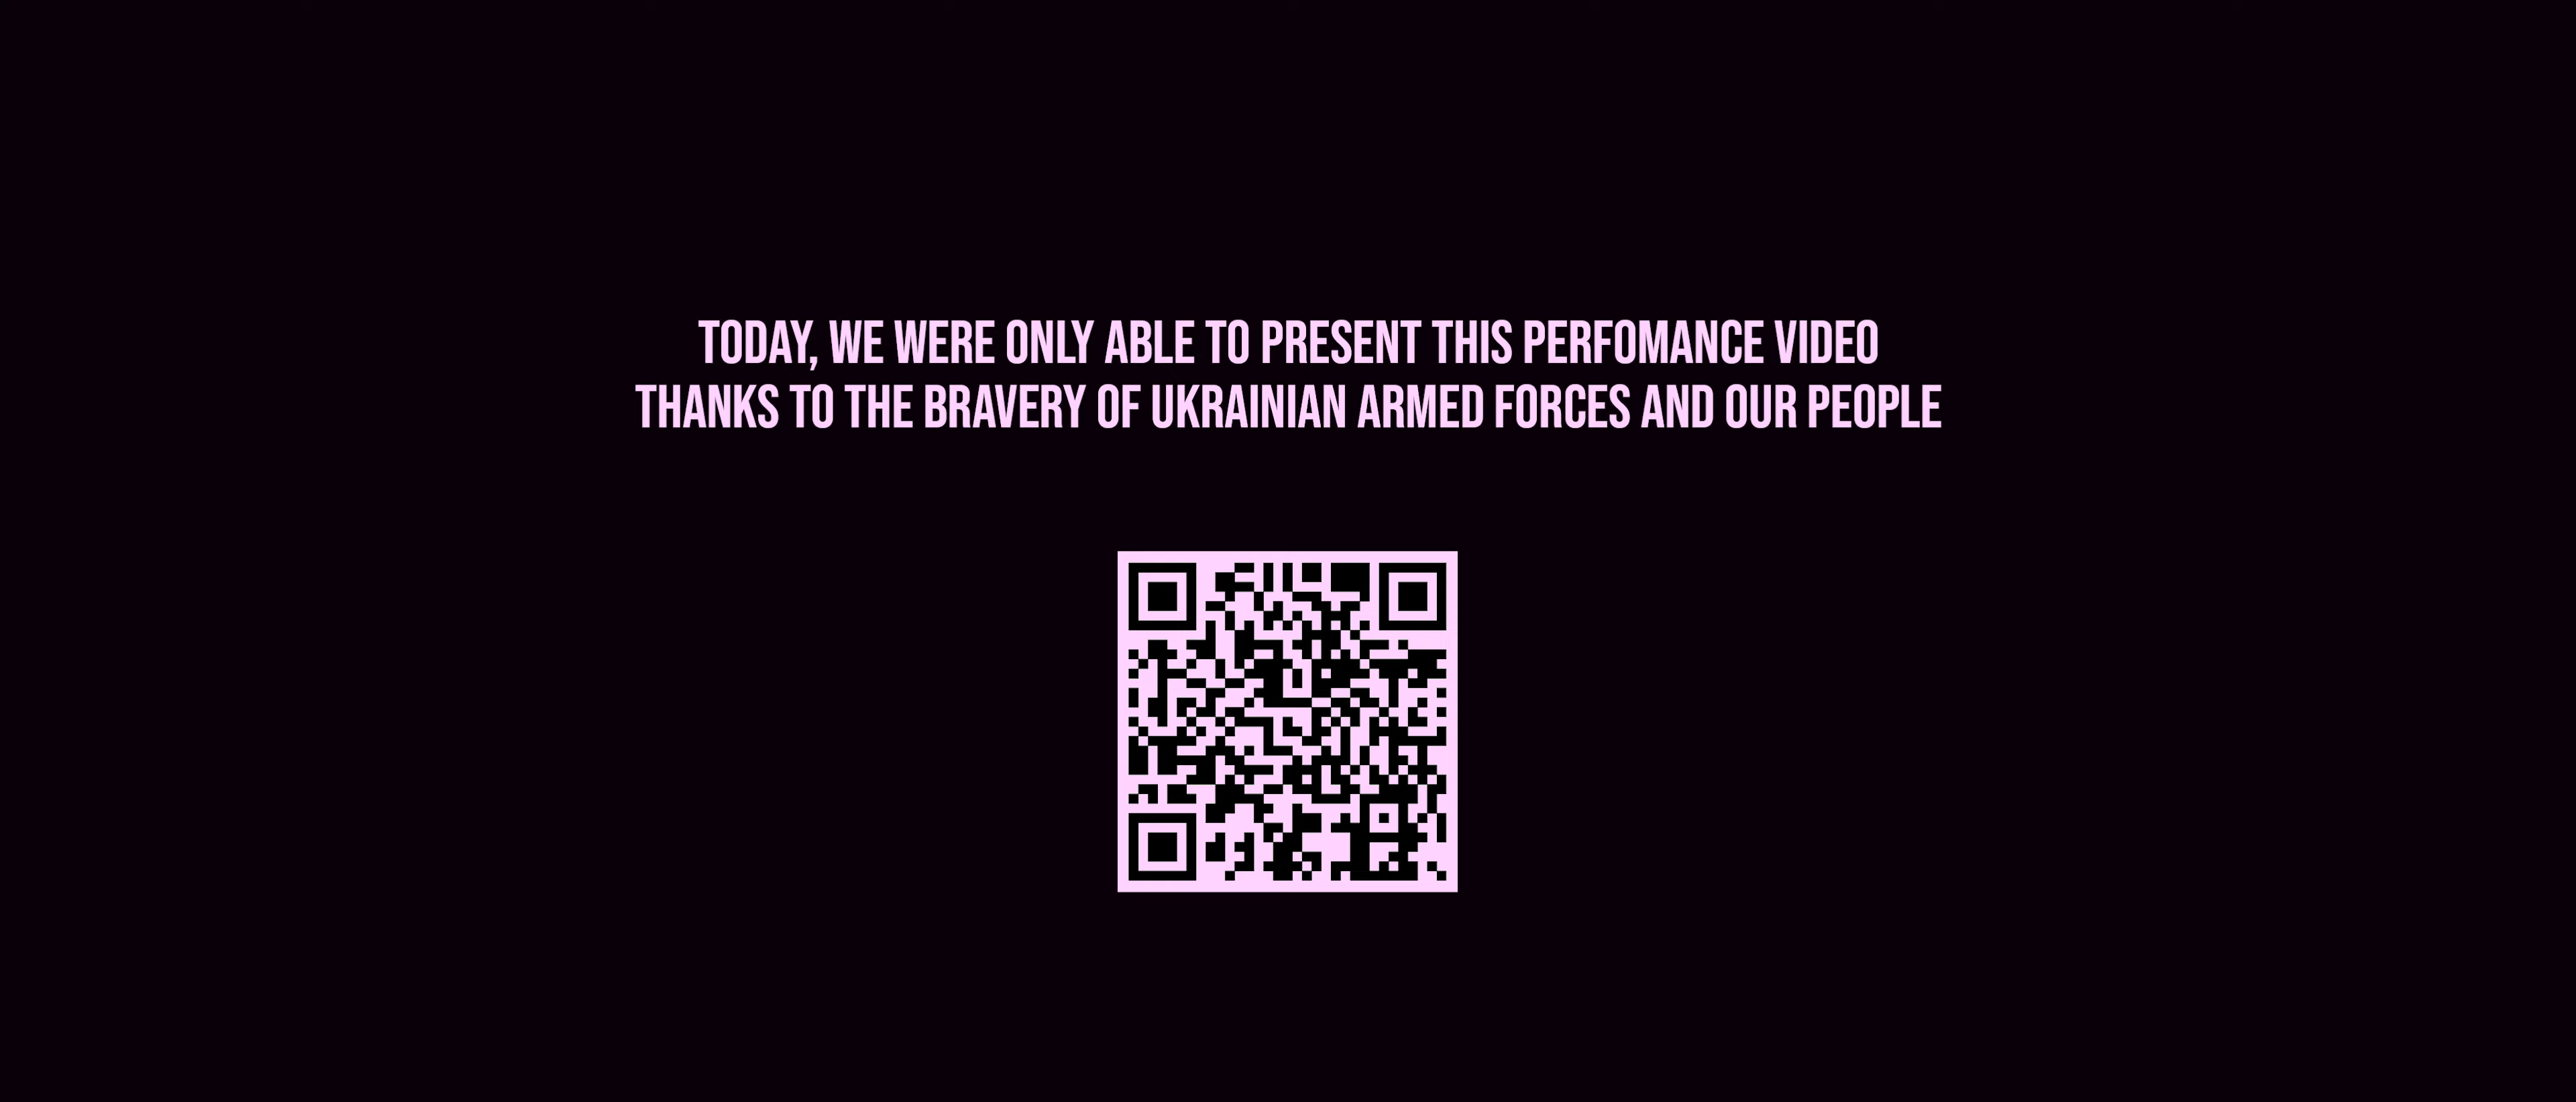 TODAY, WE WERE ONLY ABLE TO PRESENT THIS PERFOMANCE VIDEO
THANKS TO THE BRAVERY OF UKRAINIAN ARMED FORCES AND OUR PEOPLE